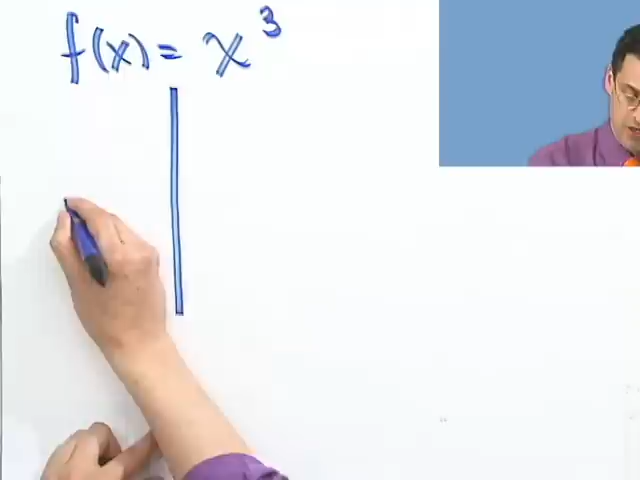 f(x) = x³